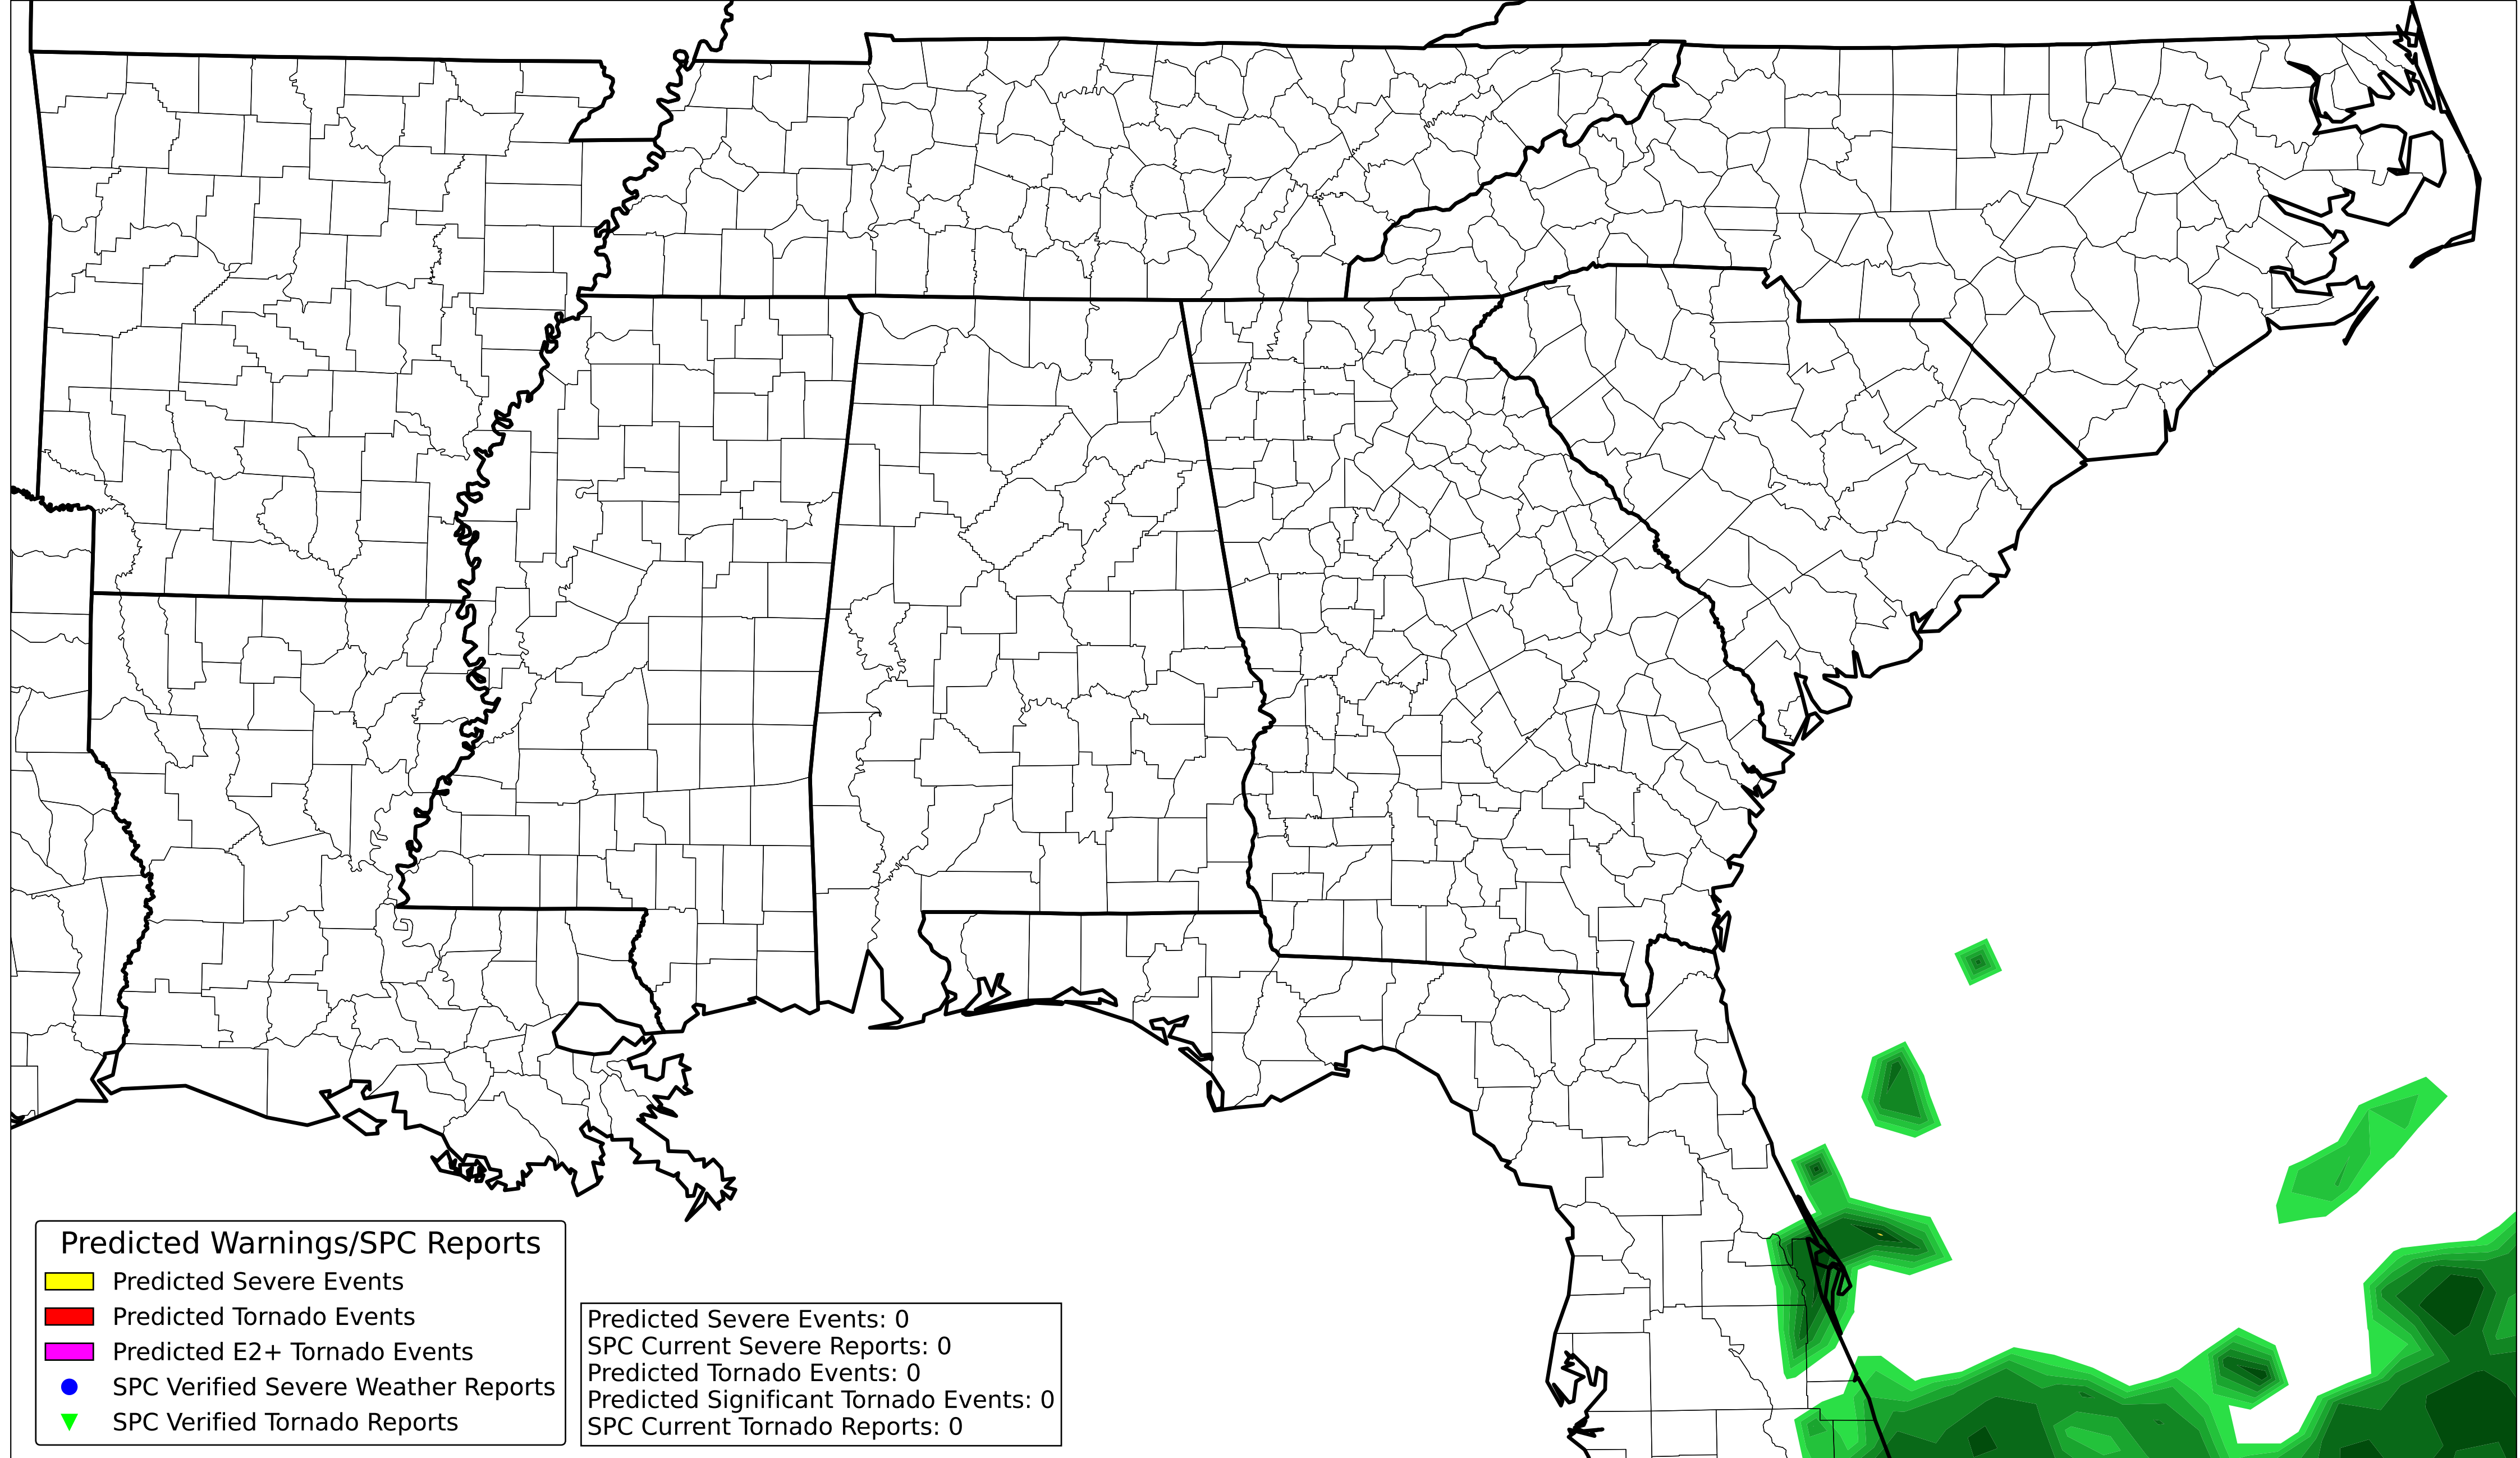 Predicted Warnings/SPC Reports
Predicted Severe Events
Predicted Tornado Events
Predicted E2+ Tornado Events
SPC Verified Severe Weather Reports
SPC Verified Tornado Reports
Predicted Severe Events: 0
SPC Current Severe Reports: 0
Predicted Tornado Events: 0
Predicted Significant Tornado Events: 0
SPC Current Tornado Reports: 0